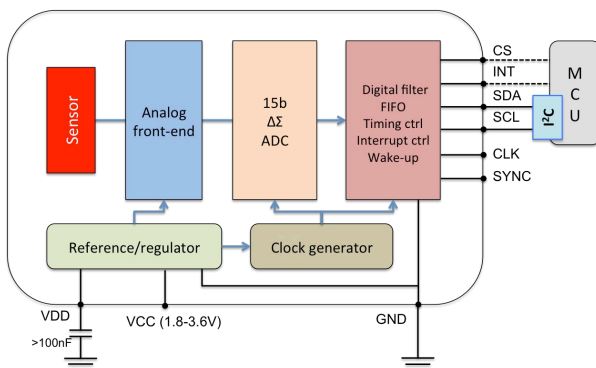 Sensor
Analog
front-end
15b
ΔΣ
ADC
Digital filter
FIFO
Timing ctrl
Interrupt ctrl
Wake-up
CS
INT
SDA
SCL
CLK
SYNC
I²C
M
C
U
Reference/regulator
Clock generator
VDD
VCC (1.8-3.6V)
GND
>100nF